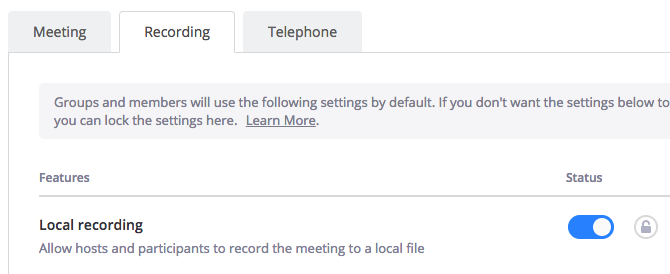 Meeting Recording Telephone
Groups and members will use the following settings by default. If you don't want the settings below to
you can lock the settings here. Learn More.
Features Status
Local recording
Allow hosts and participants to record the meeting to a local file